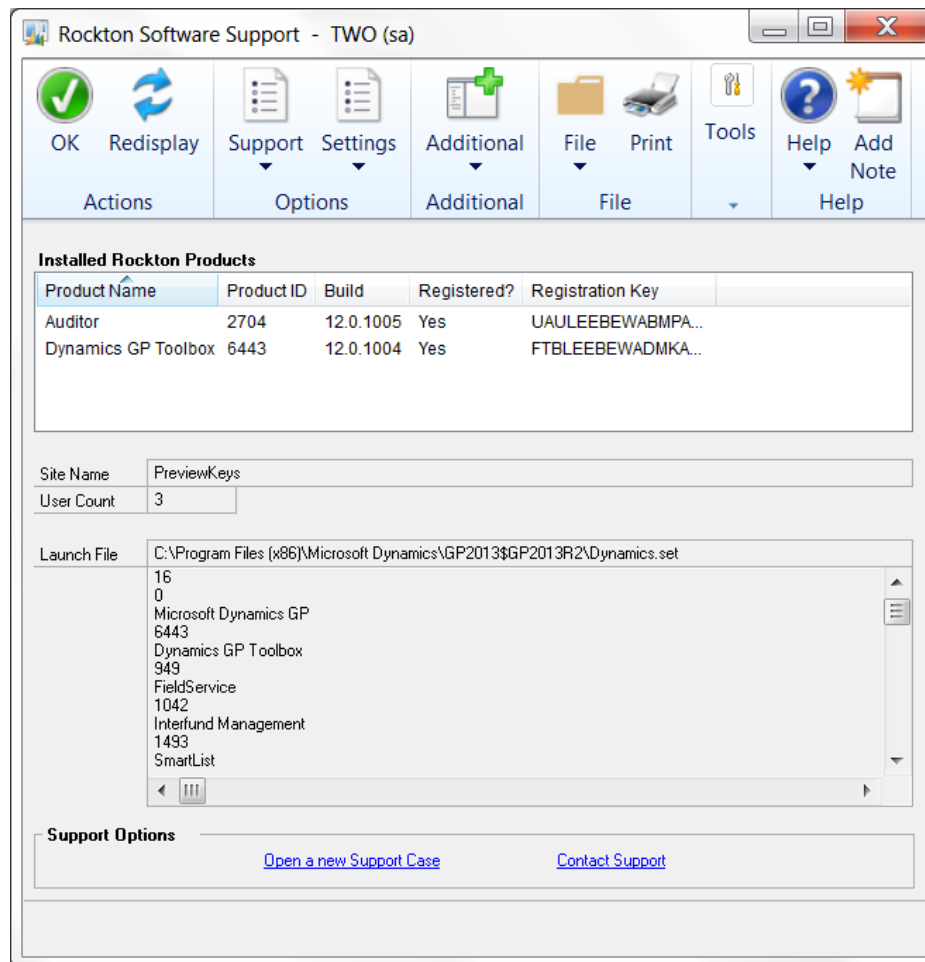 Rockton Software Support - TWO (sa)
OK Redisplay Support Settings Additional File Print Tools Help Add Note
Actions Options Additional File Help
Installed Rockton Products
Product Name Product ID Build Registered? Registration Key
Auditor 2704 12.0.1005 Yes UAULEEBEWABMPA...
Dynamics GP Toolbox 6443 12.0.1004 Yes FTBLEEBEWADMKA...
Site Name PreviewKeys
User Count 3
Launch File C:\Program Files (x86)\Microsoft Dynamics\GP2013$GP2013R2\Dynamics.set
16
0
Microsoft Dynamics GP
6443
Dynamics GP Toolbox
949
FieldService
1042
Interfund Management
1493
SmartList
Support Options
Open a new Support Case Contact Support